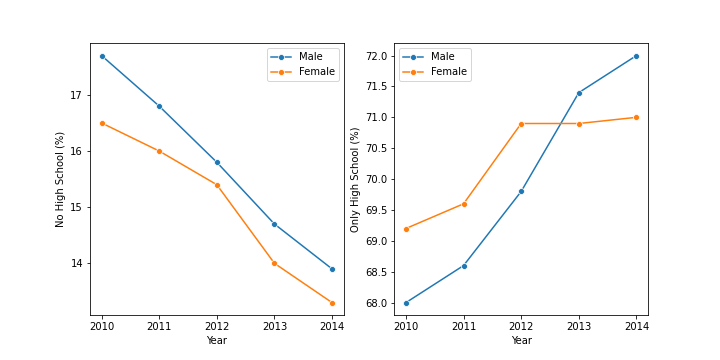 No High School (%)
17
16
15
14
2010 2011 2012 2013 2014
Year
Male
Female
Only High School (%)
72.0
71.5
71.0
70.5
70.0
69.5
69.0
68.5
68.0
2010 2011 2012 2013 2014
Year
Male
Female